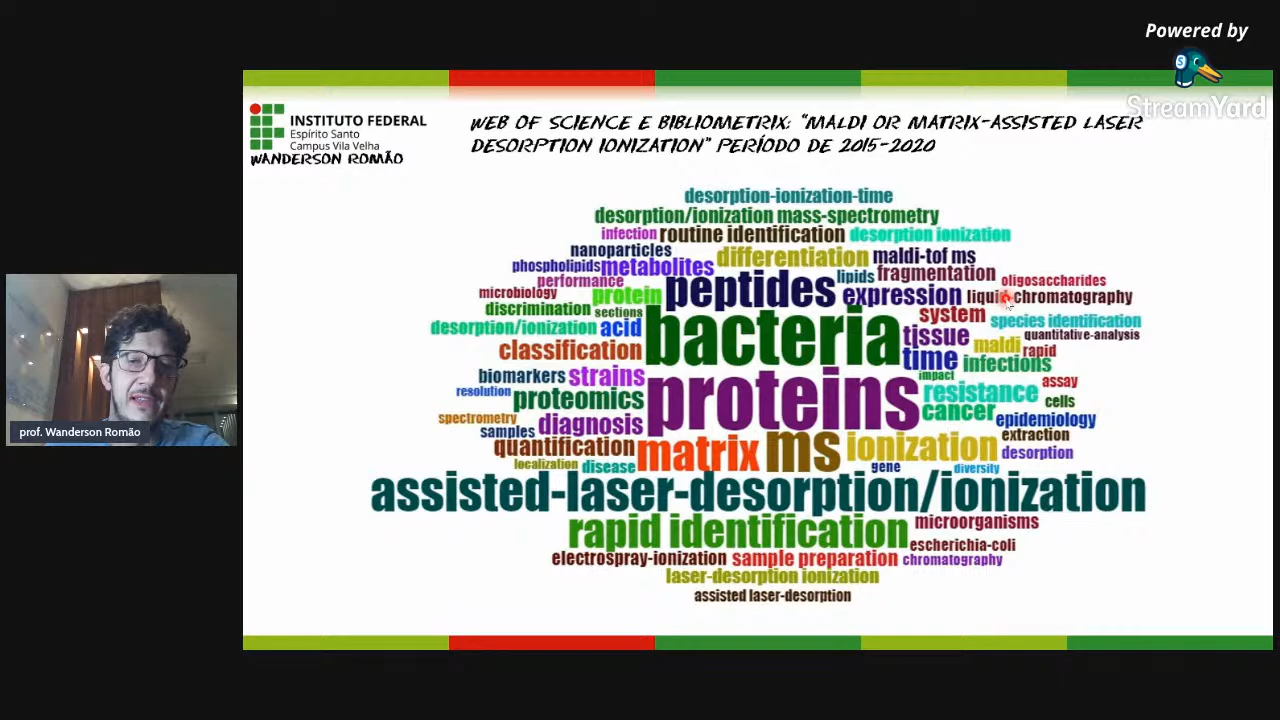 Powered by
StreamYard
INSTITUTO FEDERAL
Espírito Santo
Campus Vila Velha
WANDERSON ROMÃO
WEB OF SCIENCE E BIBLIOMETRIX: "MALDI OR MATRIX-ASSISTED LASER
DESORPTION IONIZATION" PERÍODO DE 2015-2020
desorption-ionization-time
desorption/ionization mass-spectrometry
infection routine identification desorption ionization
nanoparticles differentiation maldi-tof ms
phospholipids metabolites lipids fragmentation
performance peptides oligosaccharides
microbiology protein expression liquid-chromatography
discrimination sections system species identification
desorption/ionization acid bacteria tissue quantitative-analysis
classification maldi rapid
time infections
biomarkers strains impact assay
resolution proteomics proteins resistance cells
spectrometry diagnosis cancer epidemiology
samples extraction
quantification matrix ms ionization desorption
localization disease gene diversity
assisted-laser-desorption/ionization
rapid identification microorganisms
escherichia-coli
electrospray-ionization sample preparation chromatography
laser-desorption ionization
assisted laser-desorption
prof. Wanderson Romão